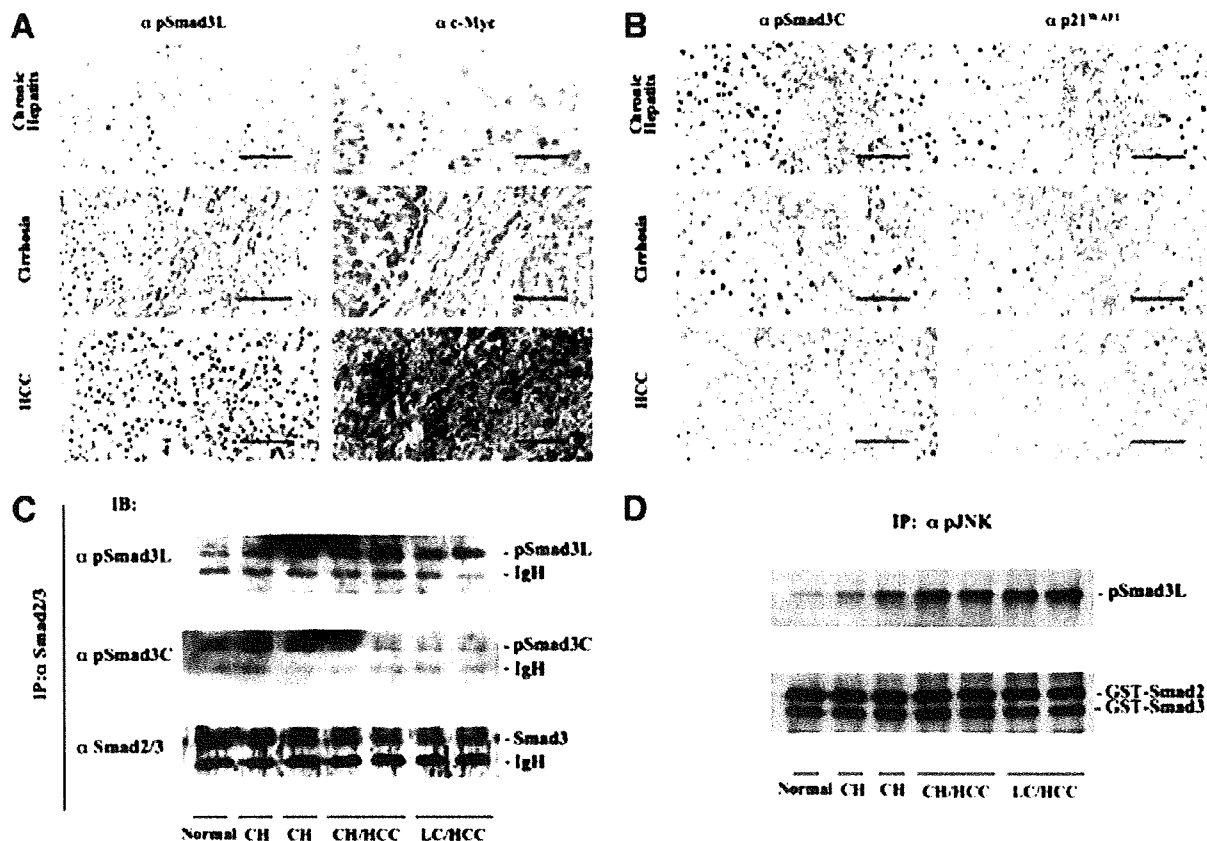 A
α pSmad3L
α c-Myc
Chronic
Hepatits
Cirrhosis
HCC
B
α pSmad3C
α p21WAF1
Chronic
Hepatits
Cirrhosis
HCC
C
IB:
IP:α Smad2/3
α pSmad3L
- pSmad3L
- IgH
α pSmad3C
- pSmad3C
- IgH
α Smad2/3
- Smad3
- IgH
Normal CH CH CH/HCC LC/HCC
D
IP: α pJNK
- pSmad3L
- GST-Smad2
- GST-Smad3
Normal CH CH CH/HCC LC/HCC